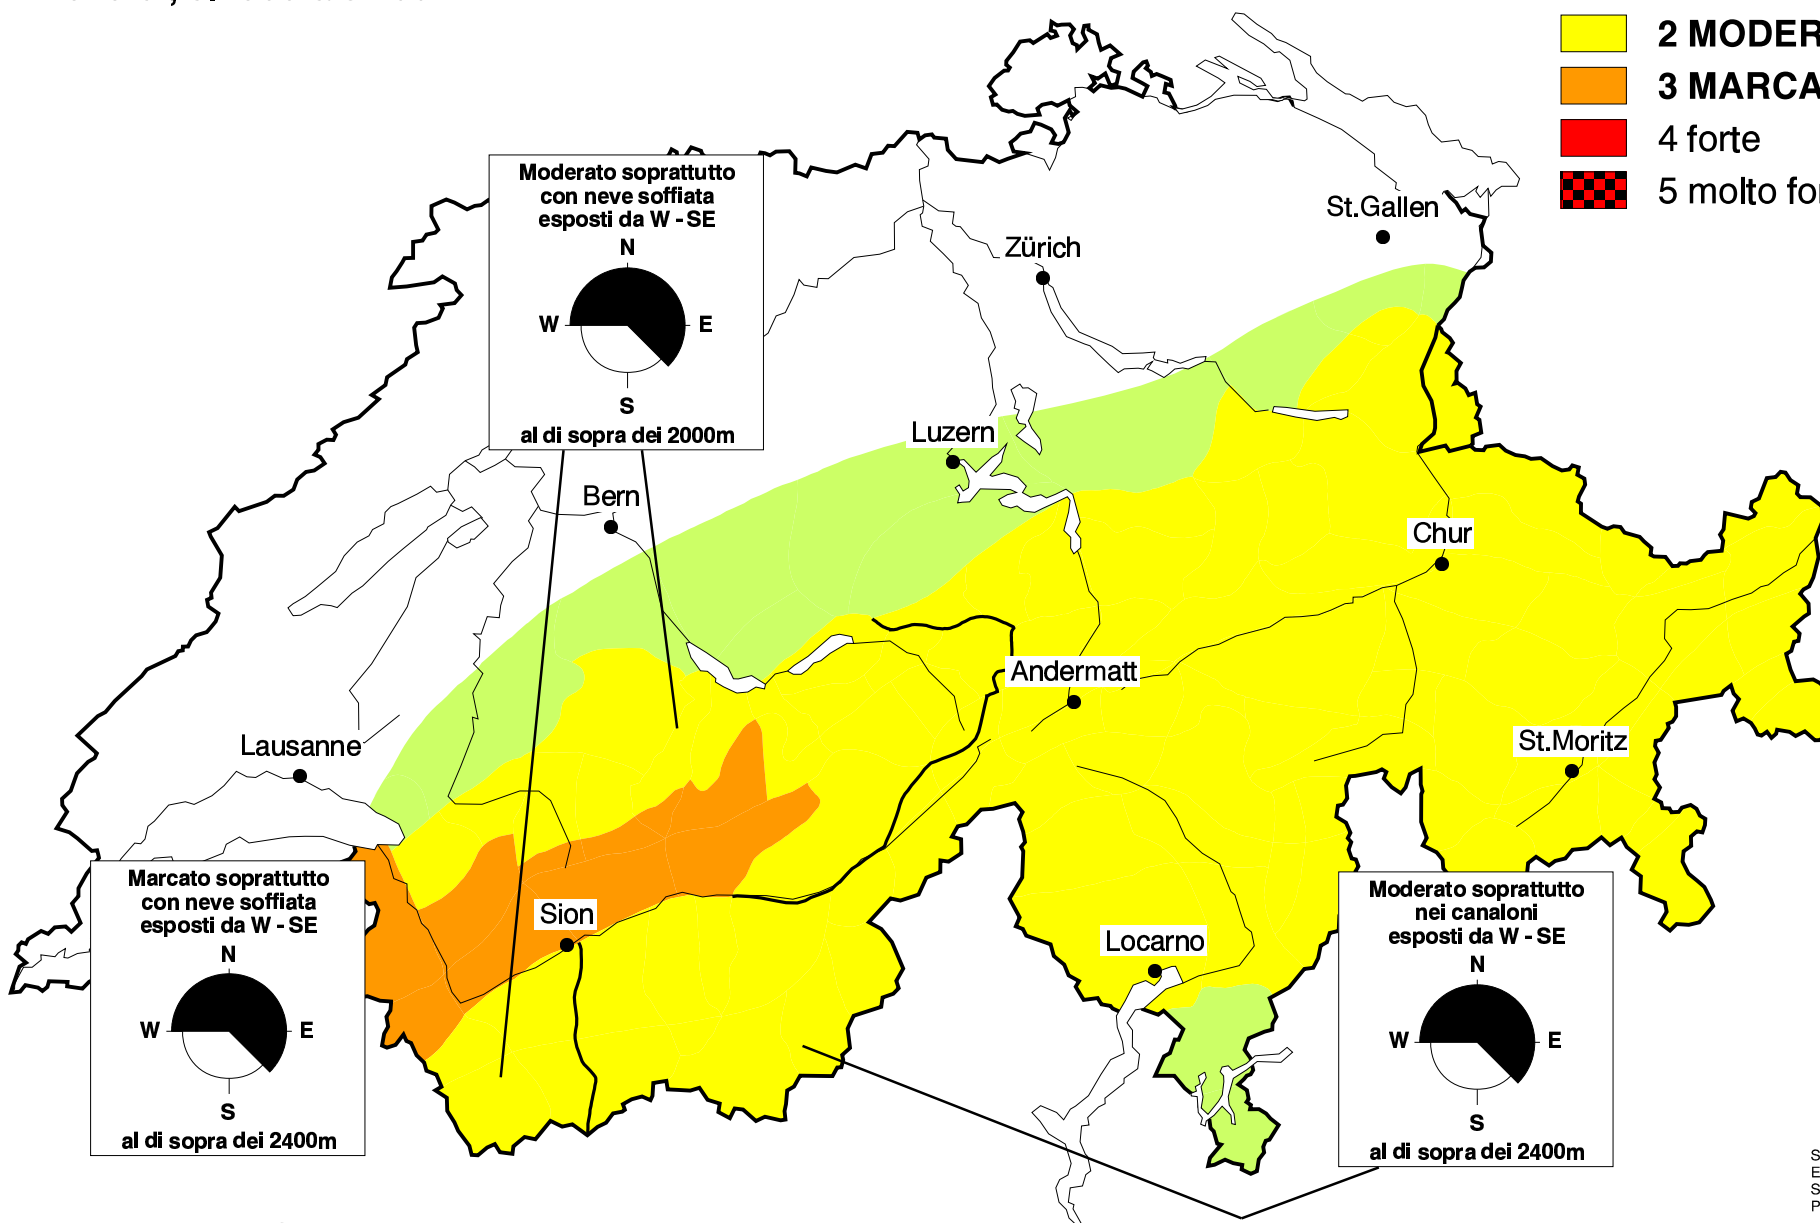 2 MODER
3 MARCA
4 forte
5 molto for
Moderato soprattutto
con neve soffiata
esposti da W - SE
N
W E
S
al di sopra dei 2000m
St.Gallen
Zürich
Luzern
Bern
Chur
Andermatt
Lausanne
St.Moritz
Sion
Locarno
Marcato soprattutto
con neve soffiata
esposti da W - SE
N
W E
S
al di sopra dei 2400m
Moderato soprattutto
nei canaloni
esposti da W - SE
N
W E
S
al di sopra dei 2400m
S
E
S
P